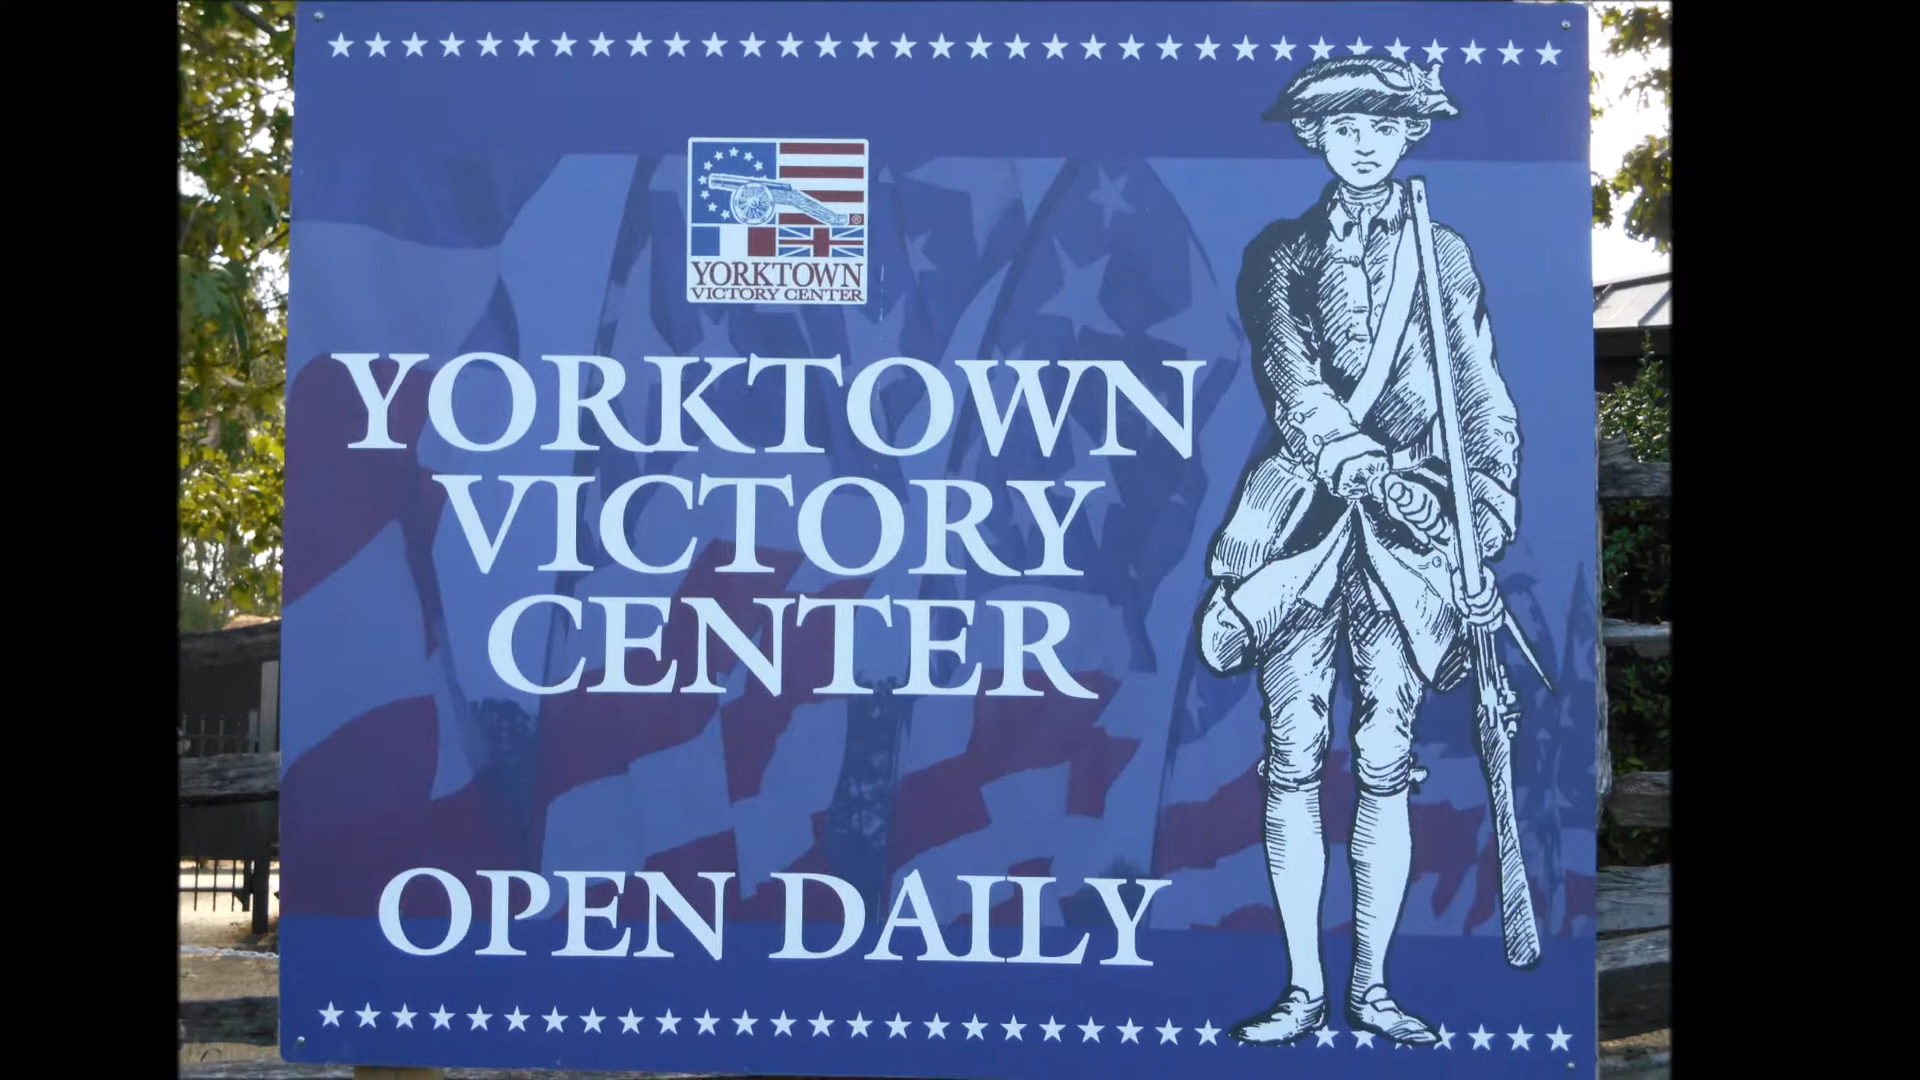 ®
YORKTOWN
VICTORY CENTER
YORKTOWN
VICTORY
CENTER
OPEN DAILY